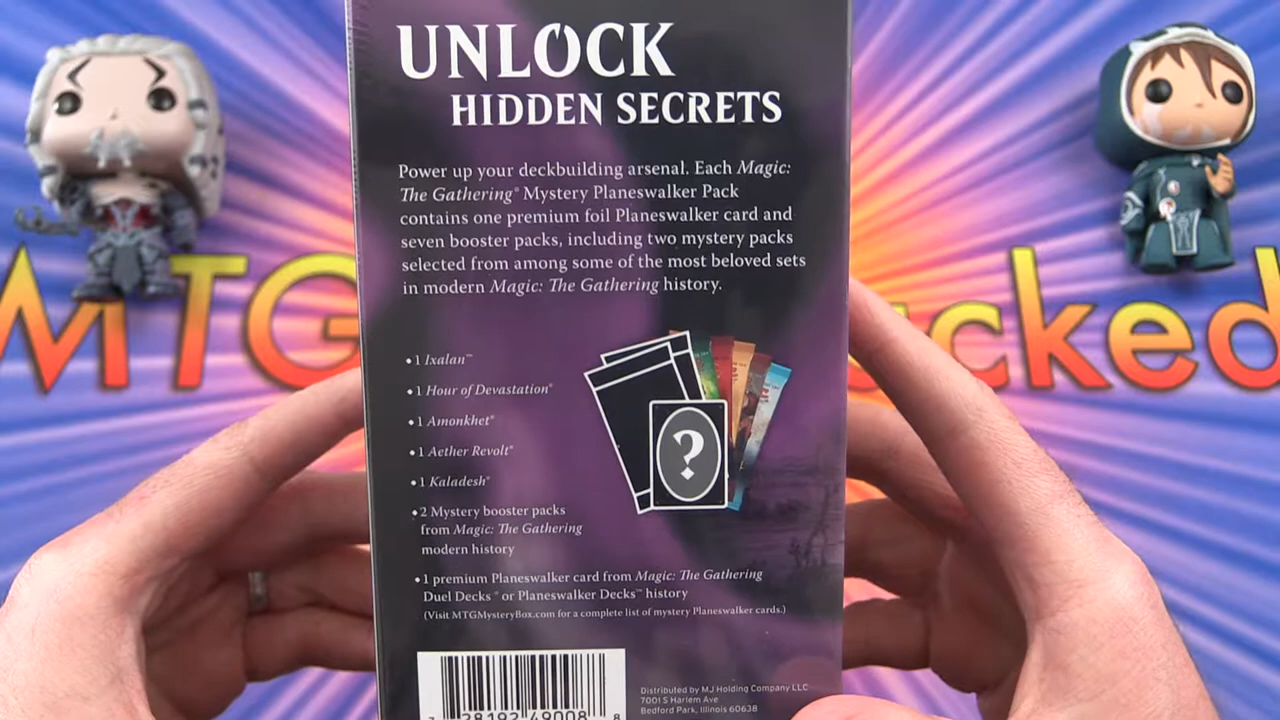 UNLOCK
HIDDEN SECRETS
Power up your deckbuilding arsenal. Each Magic:
The Gathering® Mystery Planeswalker Pack
contains one premium foil Planeswalker card and
seven booster packs, including two mystery packs
selected from among some of the most beloved sets
in modern Magic: The Gathering history.
• 1 Ixalan™
• 1 Hour of Devastation®
• 1 Amonkhet®
• 1 Aether Revolt®
• 1 Kaladesh®
• 2 Mystery booster packs
from Magic: The Gathering
modern history
• 1 premium Planeswalker card from Magic: The Gathering
Duel Decks® or Planeswalker Decks™ history
(Visit MTGMysteryBox.com for a complete list of mystery Planeswalker cards.)
?
MTG cked
Distributed by MJ Holding Company LLC
7001 S Harlem Ave
Bedford Park, Illinois 60638